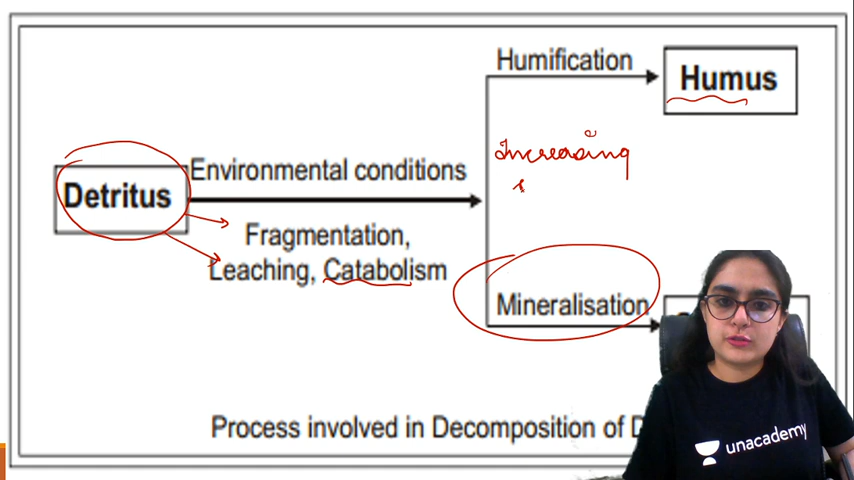 Humification
Humus
Increasing
Environmental conditions
Detritus
Fragmentation,
Leaching, Catabolism
Mineralisation
Process involved in Decomposition of D
unacademy